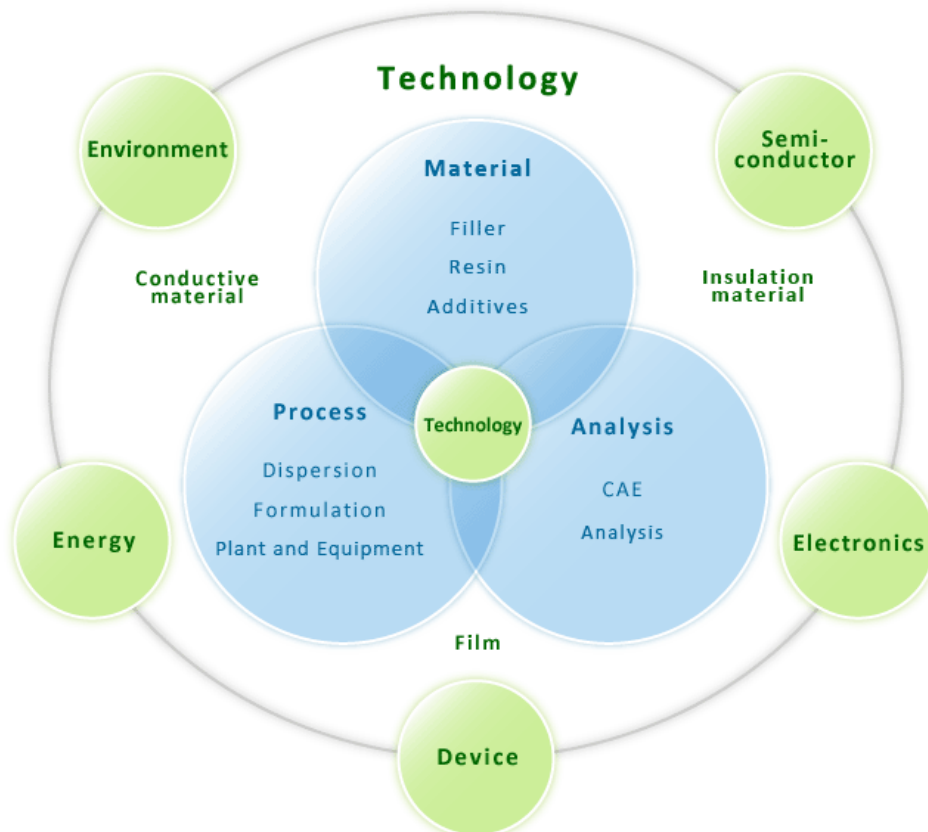 Technology
Environment
Semi-
conductor
Material
Filler
Resin
Additives
Conductive
material
Insulation
material
Process
Dispersion
Formulation
Plant and Equipment
Technology
Analysis
CAE
Analysis
Energy
Electronics
Film
Device